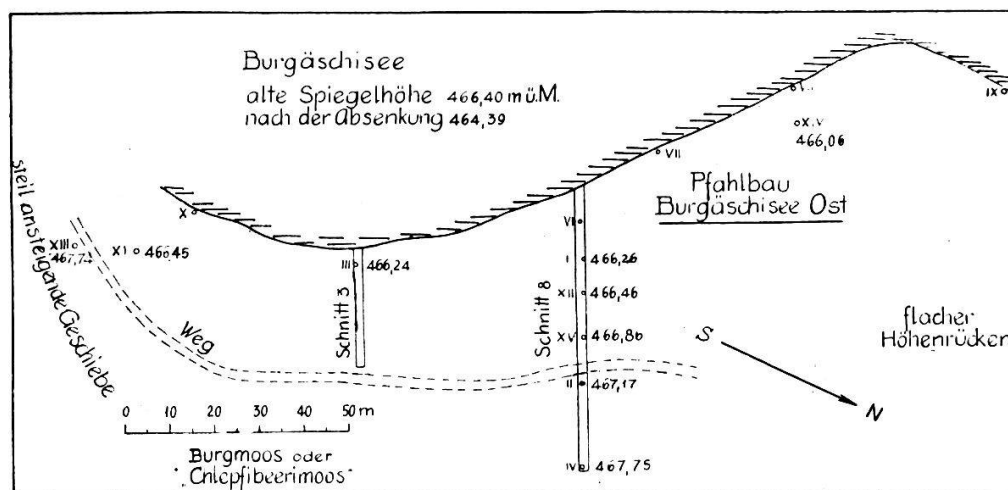 Burgäschisee
alte Spiegelhöhe 466,40 m ü.M.
nach der Absenkung 464,39
IX
XIV
466,06
VII
Pfahlbau
Burgäschisee Ost
steil ansteigende Geschiebe
X
VI
XIII
XI 466,45
III 466,24
I 466,26
XII 466,46
XV 466,86
II 467,17
IV 467,75
Schnitt 3
Schnitt 8
Weg
flacher
Höhenrücken
S
N
0 10 20 30 40 50 m
Burgmoos oder
"Chlöpfibeerimoos"